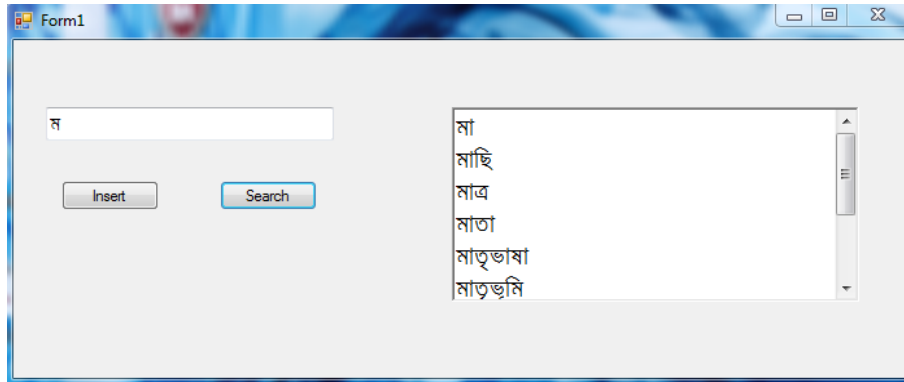 Form1
ম
Insert
Search
মা
মাছি
মাত্র
মাতা
মাতৃভাষা
মাতৃভূমি